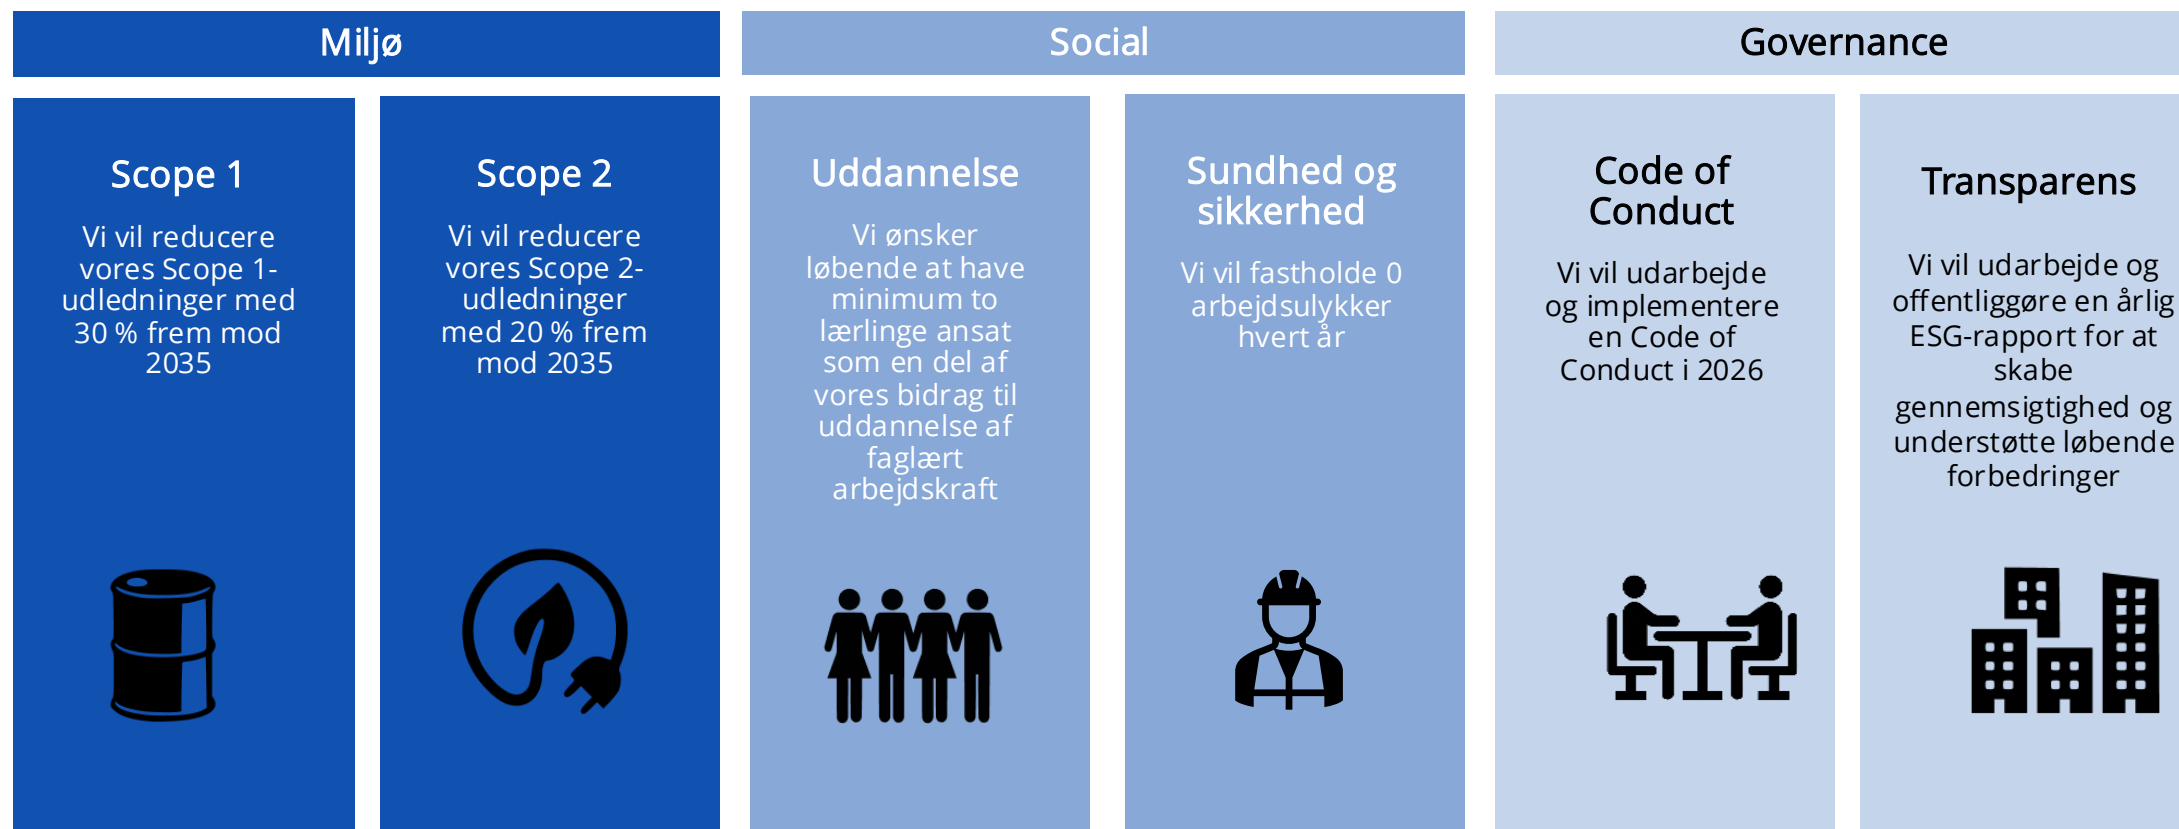 Miljø
Social
Governance
Scope 1
Vi vil reducere
vores Scope 1-
udledninger med
30 % frem mod
2035
Scope 2
Vi vil reducere
vores Scope 2-
udledninger
med 20 % frem
mod 2035
Uddannelse
Vi ønsker
løbende at have
minimum to
lærlinge ansat
som en del af
vores bidrag til
uddannelse af
faglært
arbejdskraft
Sundhed og
sikkerhed
Vi vil fastholde 0
arbejdsulykker
hvert år
Code of
Conduct
Vi vil udarbejde
og implementere
en Code of
Conduct i 2026
Transparens
Vi vil udarbejde og
offentliggøre en årlig
ESG-rapport for at
skabe
gennemsigtighed og
understøtte løbende
forbedringer